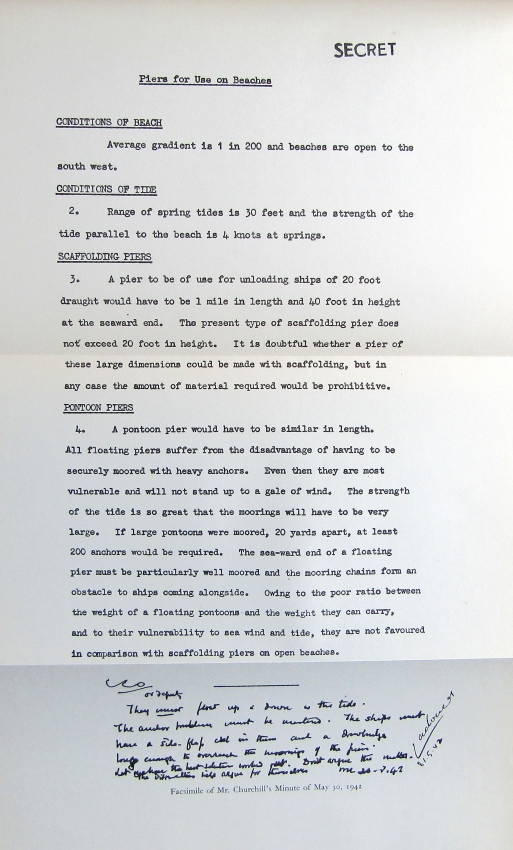 SECRET
Piers for Use on Beaches
CONDITIONS OF BEACH
Average gradient is 1 in 200 and beaches are open to the
south west.
CONDITIONS OF TIDE
2. Range of spring tides is 30 feet and the strength of the
tide parallel to the beach is 4 knots at springs.
SCAFFOLDING PIERS
3. A pier to be of use for unloading ships of 20 foot
draught would have to be 1 mile in length and 40 foot in height
at the seaward end. The present type of scaffolding pier does
not exceed 20 foot in height. It is doubtful whether a pier of
these large dimensions could be made with scaffolding, but in
any case the amount of material required would be prohibitive.
PONTOON PIERS
4. A pontoon pier would have to be similar in length.
All floating piers suffer from the disadvantage of having to be
securely moored with heavy anchors. Even then they are most
vulnerable and will not stand up to a gale of wind. The strength
of the tide is so great that the moorings will have to be very
large. If large pontoons were moored, 20 yards apart, at least
200 anchors would be required. The sea-ward end of a floating
pier must be particularly well moored and the mooring chains form an
obstacle to ships coming alongside. Owing to the poor ratio between
the weight of a floating pontoons and the weight they can carry,
and to their vulnerability to sea wind and tide, they are not favoured
in comparison with scaffolding piers on open beaches.
or deputy
They must float up & down with the tide.
The anchor problem must be mastered. The ships must
have a side-flap in them and a Drawbridge
long enough to overreach the moorings of the piers.
Let me have the best solution worked out. Don't argue the matter.
The difficulties will argue for themselves
Facsimile of Mr. Churchill's Minute of May 30, 1942